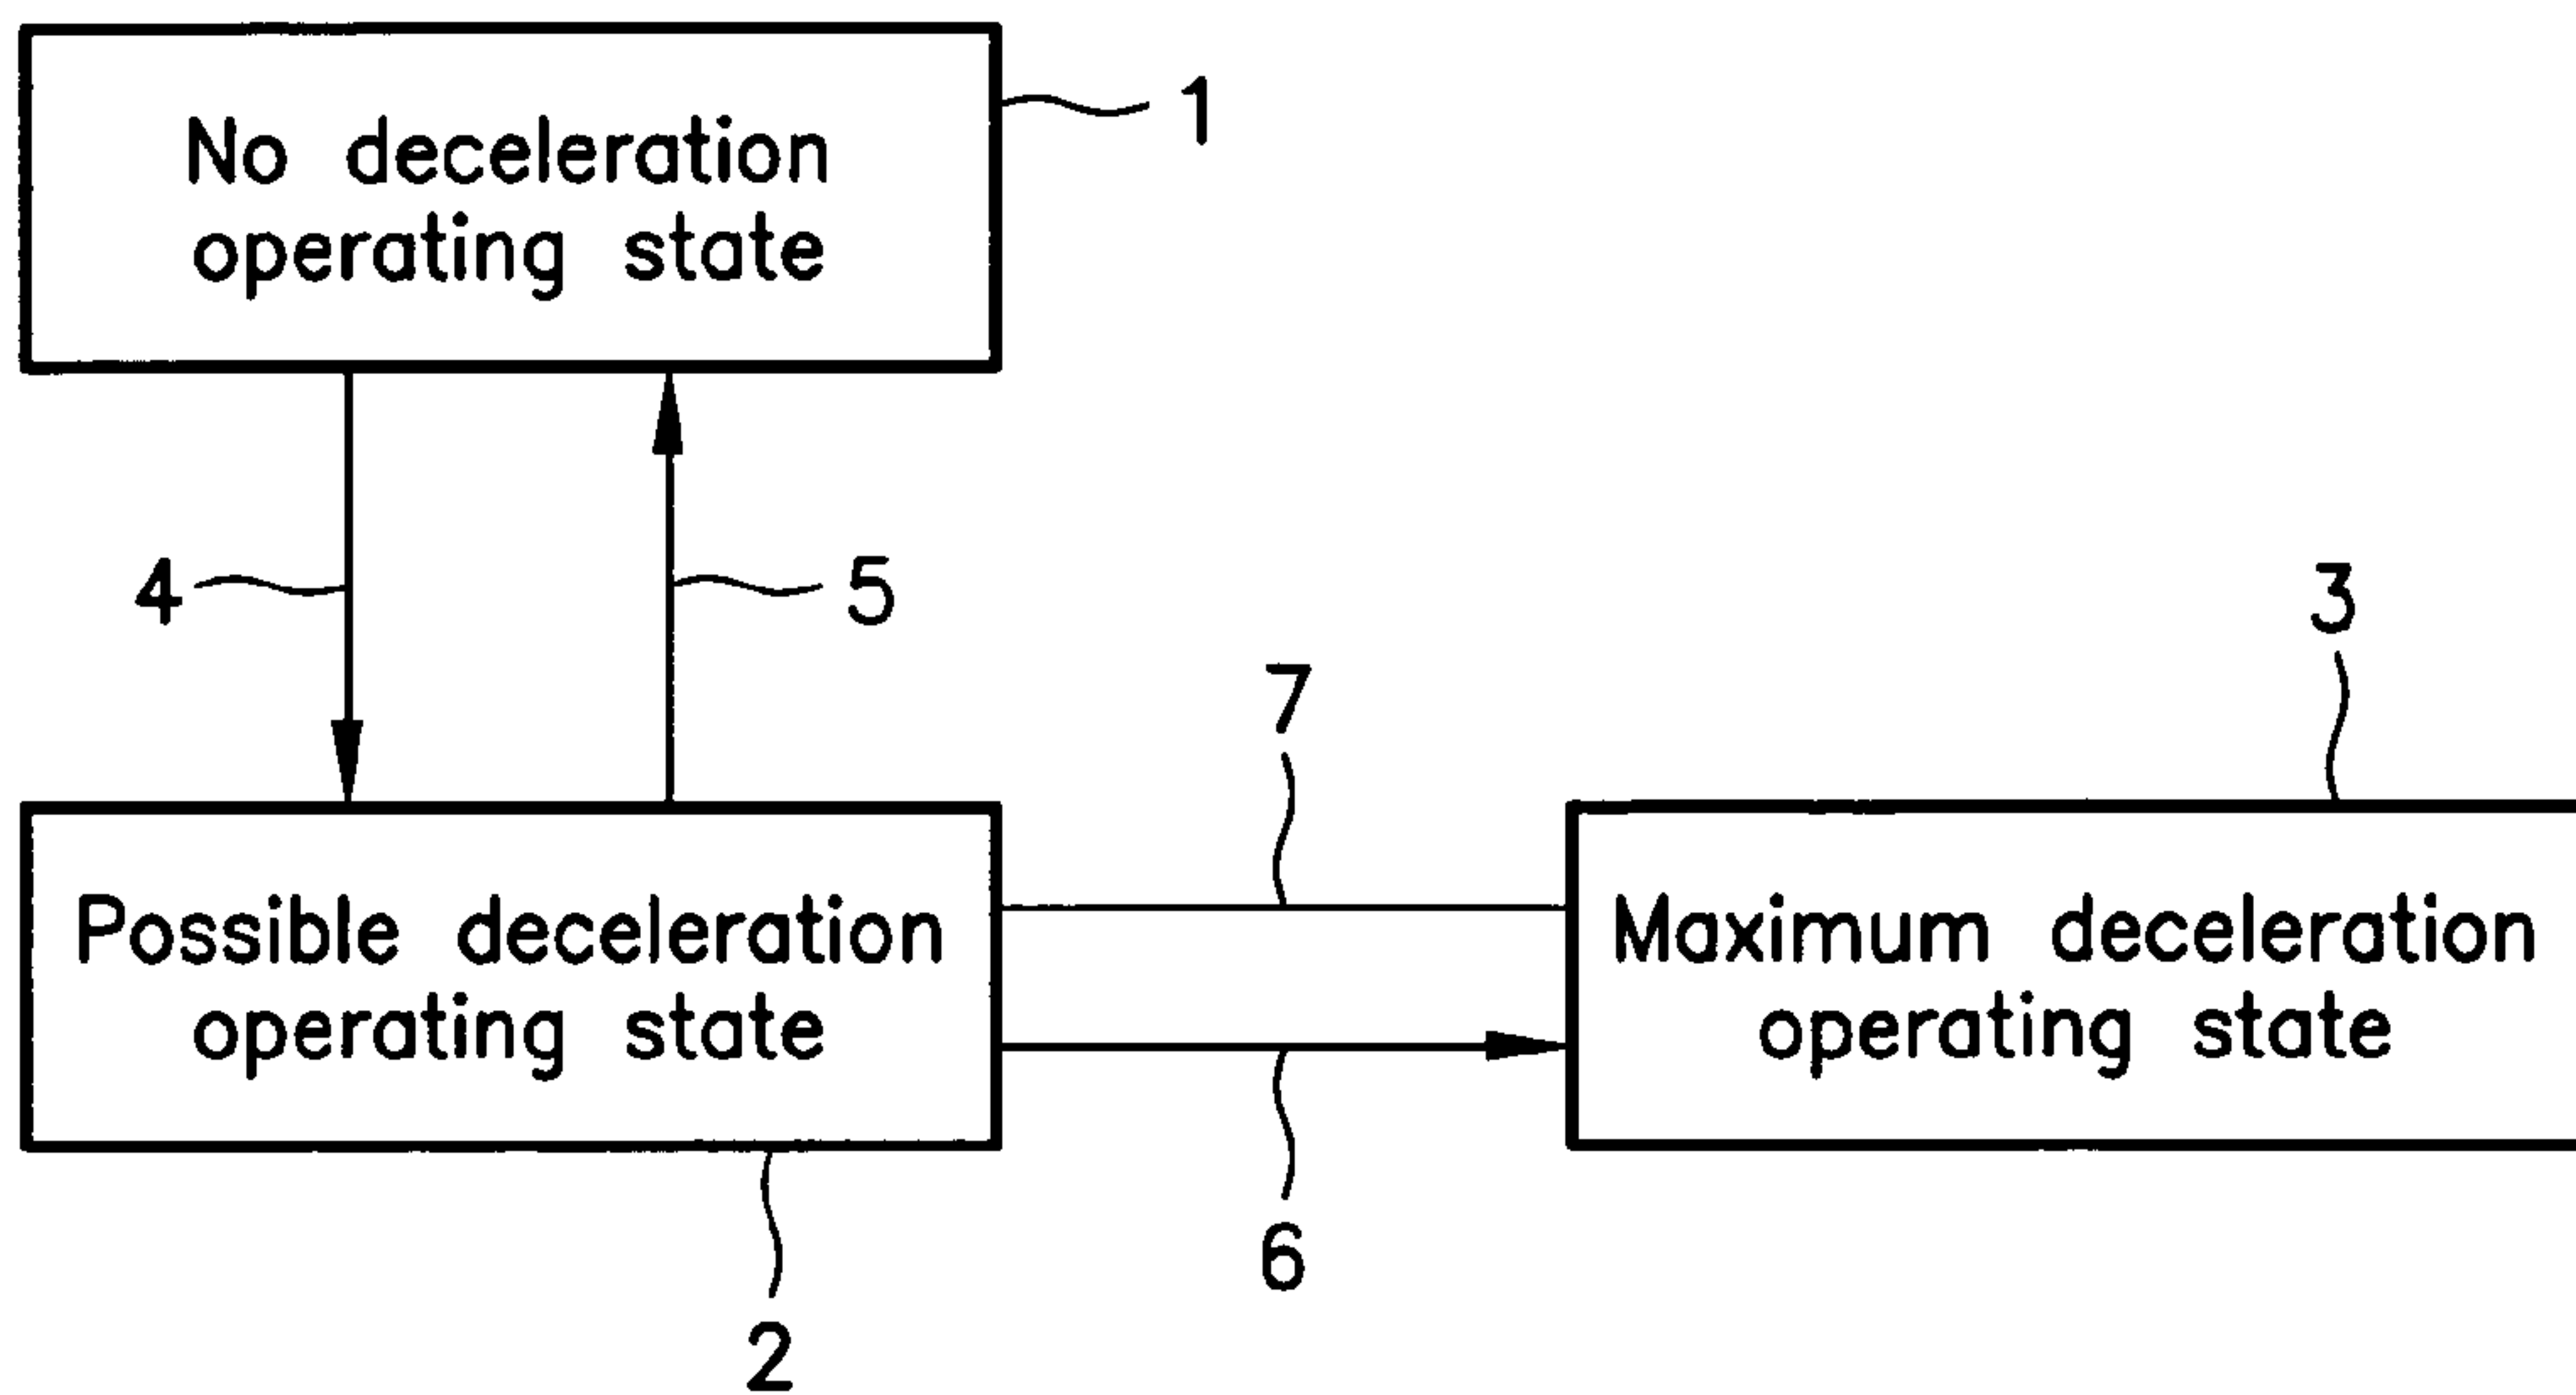 No deceleration
operating state
1
4
5
3
7
Possible deceleration
operating state
Maximum deceleration
operating state
6
2